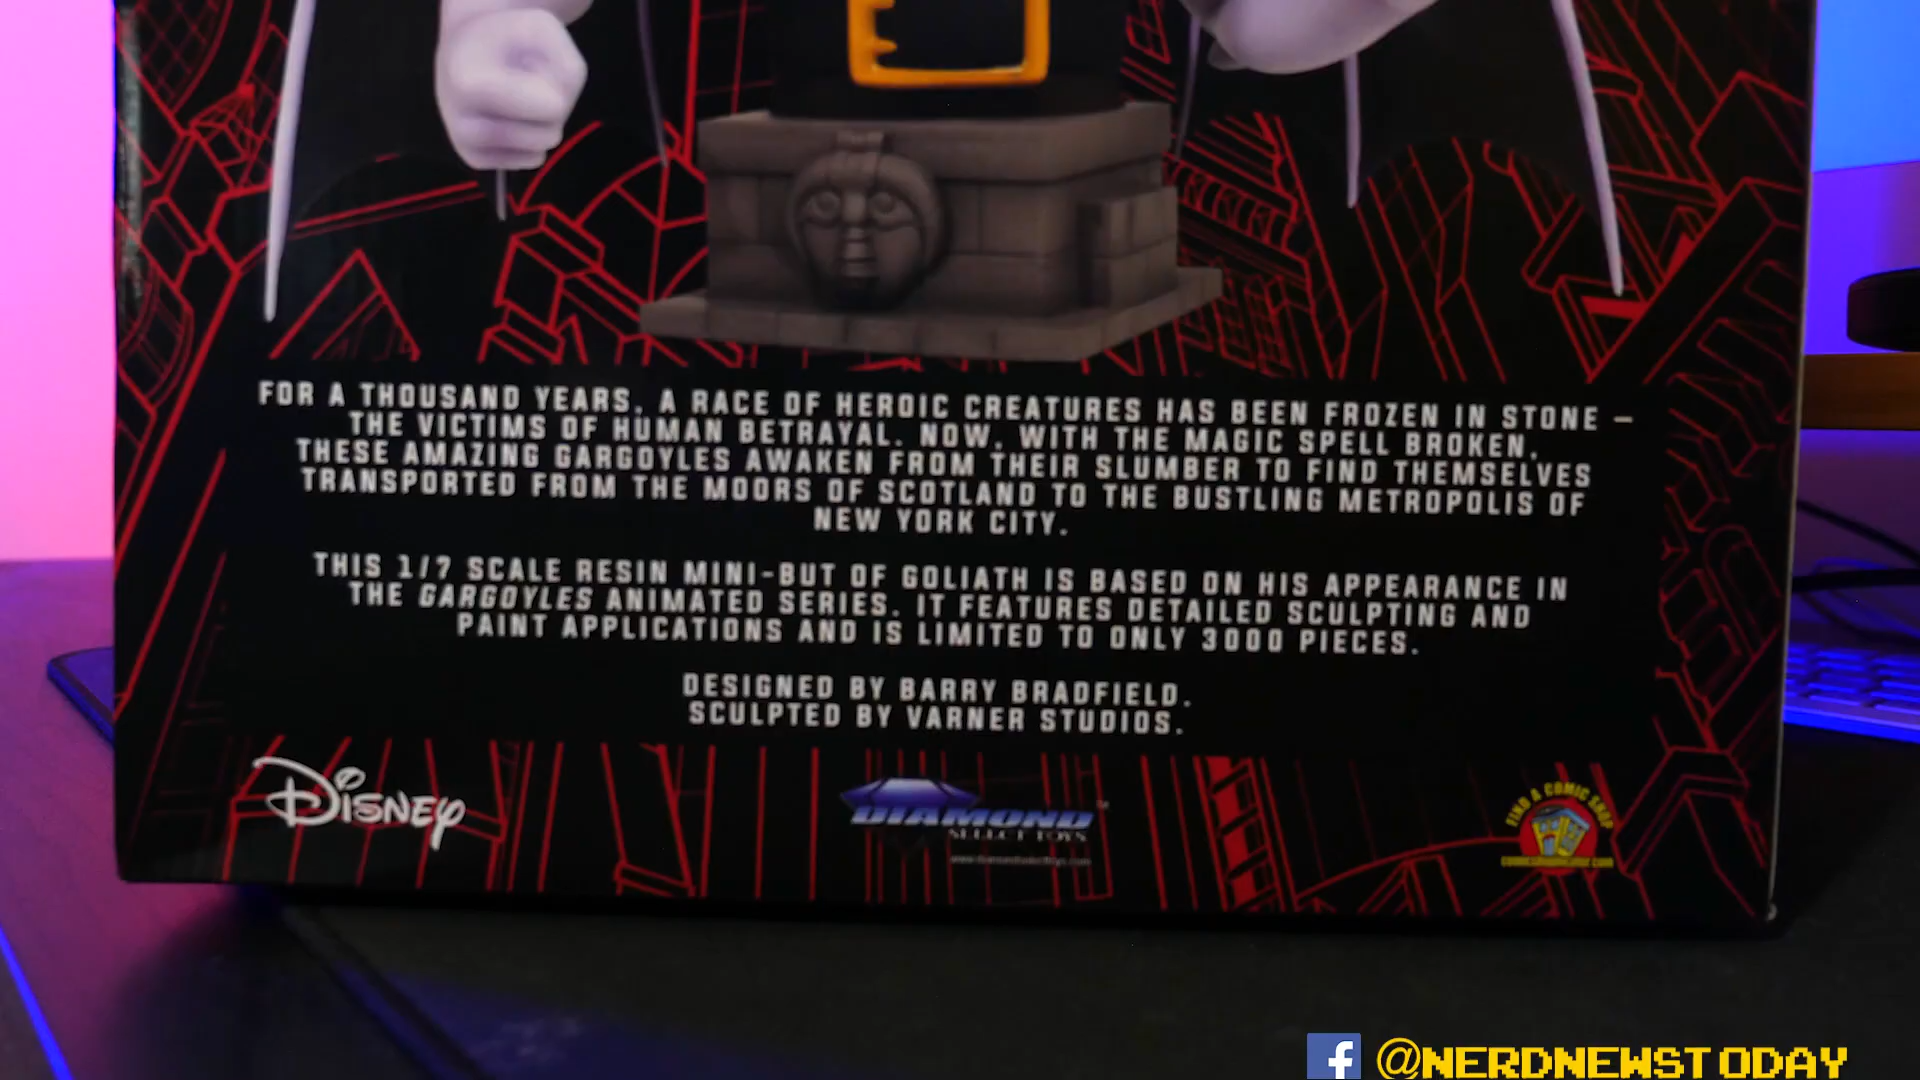 FOR A THOUSAND YEARS, A RACE OF HEROIC CREATURES HAS BEEN FROZEN IN STONE –
THE VICTIMS OF HUMAN BETRAYAL. NOW, WITH THE MAGIC SPELL BROKEN,
THESE AMAZING GARGOYLES AWAKEN FROM THEIR SLUMBER TO FIND THEMSELVES
TRANSPORTED FROM THE MOORS OF SCOTLAND TO THE BUSTLING METROPOLIS OF
NEW YORK CITY.
THIS 1/7 SCALE RESIN MINI-BUT OF GOLIATH IS BASED ON HIS APPEARANCE IN
THE GARGOYLES ANIMATED SERIES. IT FEATURES DETAILED SCULPTING AND
PAINT APPLICATIONS AND IS LIMITED TO ONLY 3000 PIECES.
DESIGNED BY BARRY BRADFIELD.
SCULPTED BY VARNER STUDIOS.
DISNEY
DIAMOND
SELECT TOYS
FIND A COMIC SHOP
@NERDNEWSTODAY